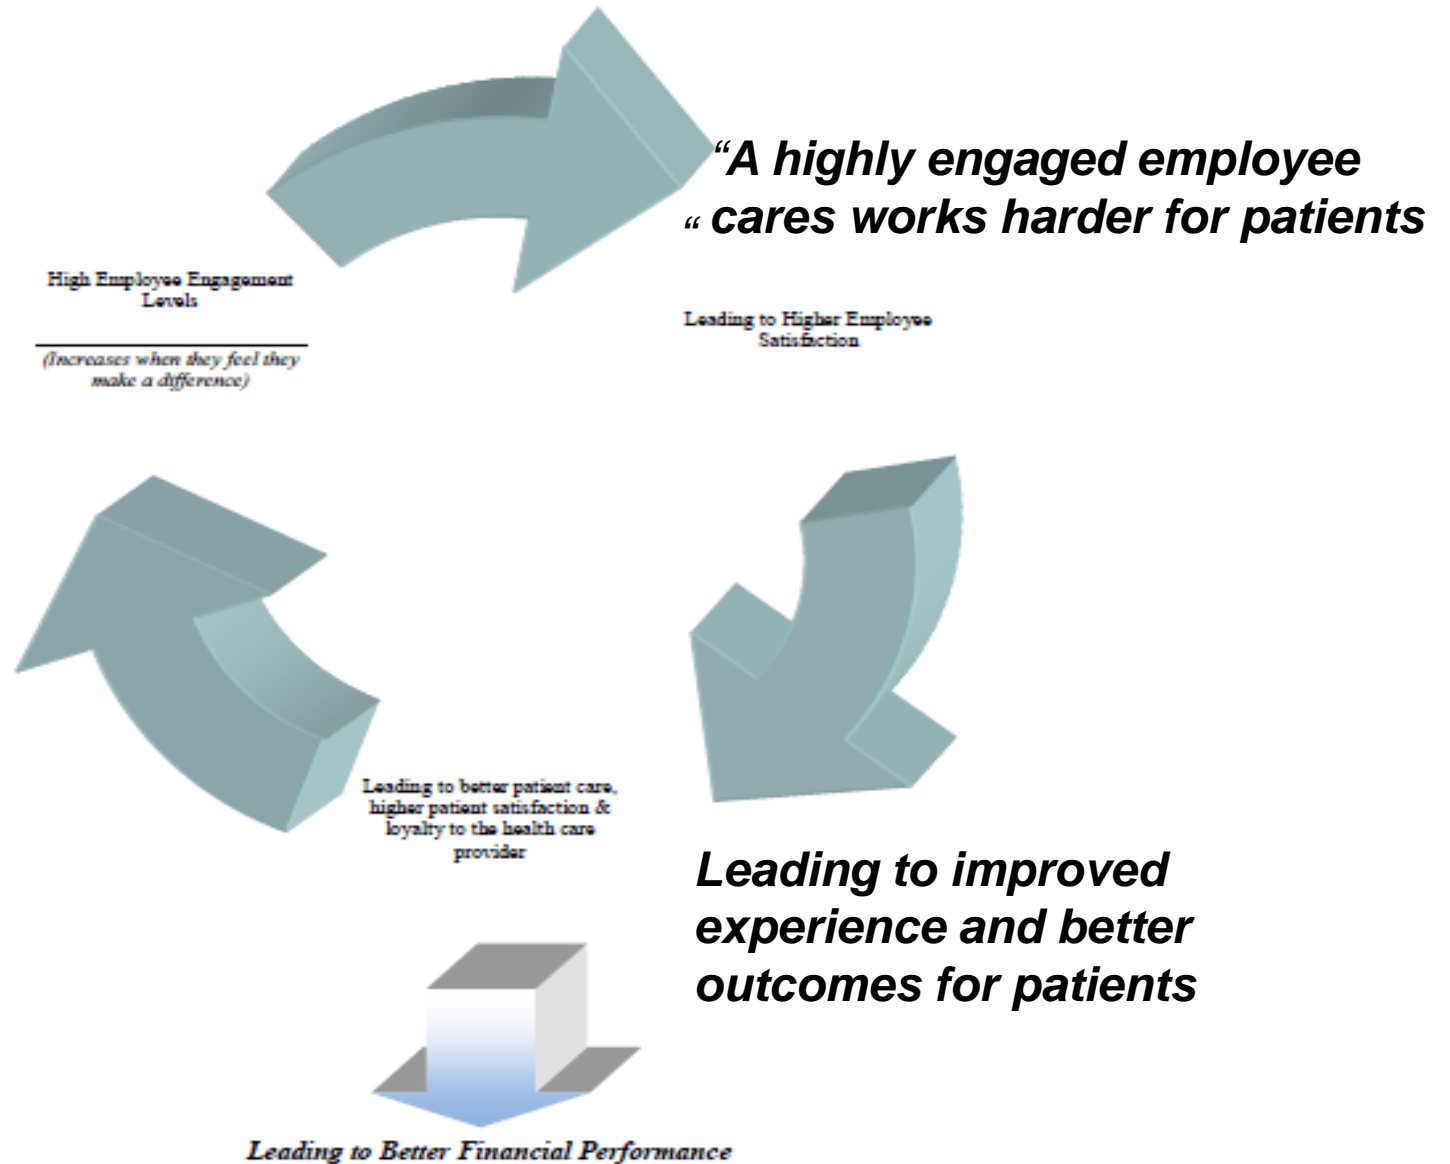 “A highly engaged employee
“ cares works harder for patients
High Employee Engagement
Levels
(Increases when they feel they
make a difference)
Leading to Higher Employee
Satisfaction
Leading to better patient care,
higher patient satisfaction &
loyalty to the health care
provider
Leading to improved
experience and better
outcomes for patients
Leading to Better Financial Performance